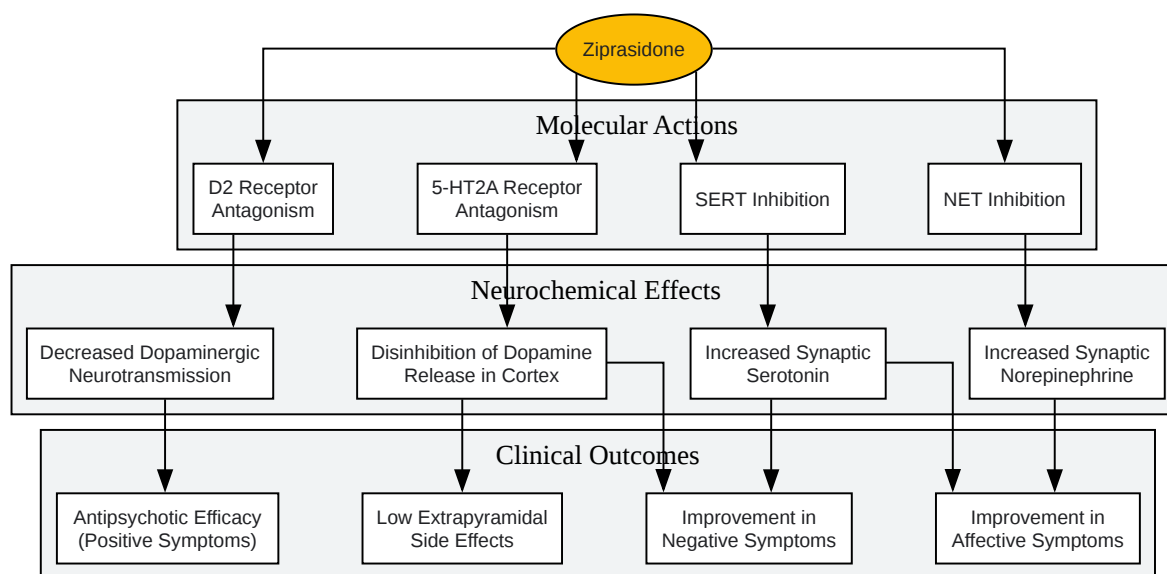 Ziprasidone
Molecular Actions
D2 Receptor
Antagonism
5-HT2A Receptor
Antagonism
SERT Inhibition
NET Inhibition
Neurochemical Effects
Decreased Dopaminergic
Neurotransmission
Disinhibition of Dopamine
Release in Cortex
Increased Synaptic
Serotonin
Increased Synaptic
Norepinephrine
Clinical Outcomes
Antipsychotic Efficacy
(Positive Symptoms)
Low Extrapyramidal
Side Effects
Improvement in
Negative Symptoms
Improvement in
Affective Symptoms